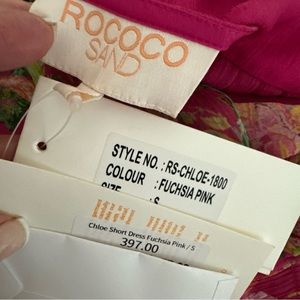 ROCOCO
SAND
STYLE NO. : RS-CHLOE-1800
COLOUR : FUCHSIA PINK
SIZE : S
Chloe Short Dress Fuchsia Pink / S
397.00